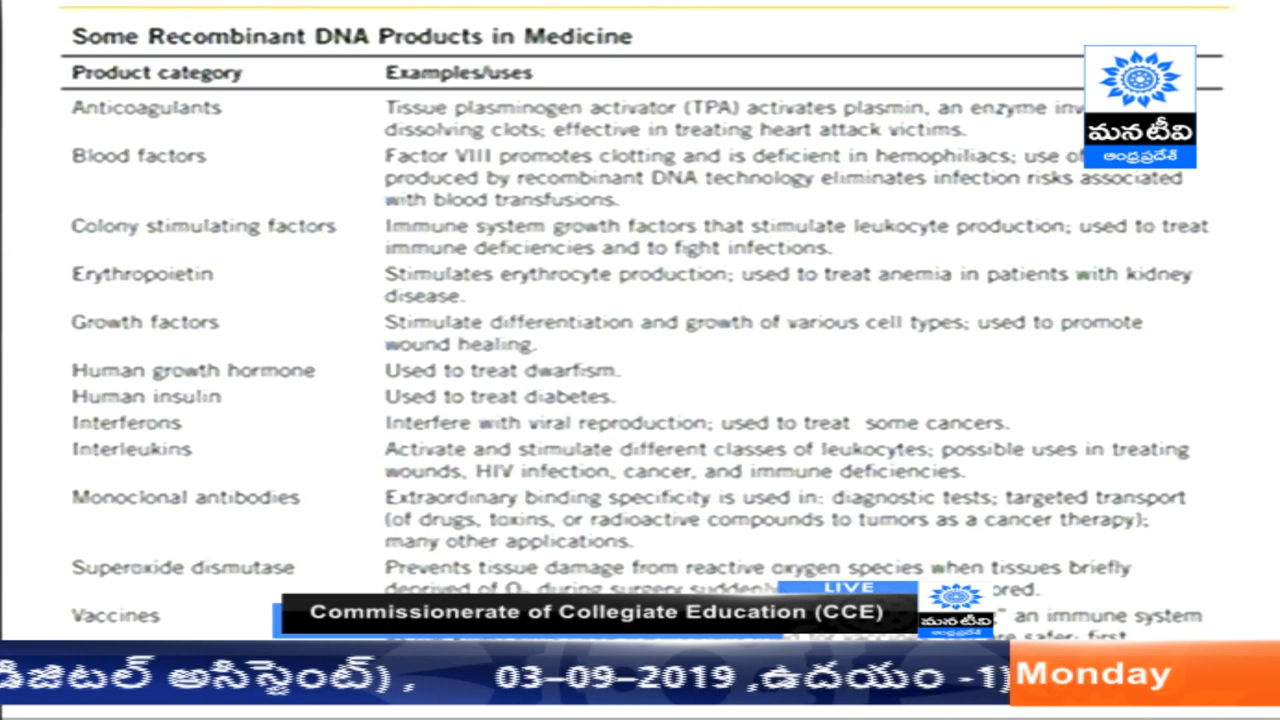 Some Recombinant DNA Products in Medicine
Product category Examples/uses
Anticoagulants Tissue plasminogen activator (TPA) activates plasmin, an enzyme
dissolving clots; effective in treating heart attack victims.
Blood factors Factor VIII promotes clotting and is deficient in hemophiliacs; use
produced by recombinant DNA technology eliminates infection risks associated
with blood transfusions.
Colony stimulating factors Immune system growth factors that stimulate leukocyte production; used to treat
immune deficiencies and to fight infections.
Erythropoietin Stimulates erythrocyte production; used to treat anemia in patients with kidney
disease.
Growth factors Stimulate differentiation and growth of various cell types; used to promote
wound healing.
Human growth hormone Used to treat dwarfism.
Human insulin Used to treat diabetes.
Interferons Interfere with viral reproduction; used to treat some cancers.
Interleukins Activate and stimulate different classes of leukocytes; possible uses in treating
wounds, HIV infection, cancer, and immune deficiencies.
Monoclonal antibodies Extraordinary binding specificity is used in: diagnostic tests; targeted transport
(of drugs, toxins, or radioactive compounds to tumors as a cancer therapy);
many other applications.
Superoxide dismutase Prevents tissue damage from reactive oxygen species when tissues briefly
deprived of O₂ during surgery
Vaccines an immune system
మన టీవి
ఆంధ్రప్రదేశ్
LIVE
Commissionerate of Collegiate Education (CCE)
మన టీవి
ఆంధ్రప్రదేశ్
డిజిటల్ అసిస్టెంట్), 03-09-2019 ,ఉదయం -1)
Monday